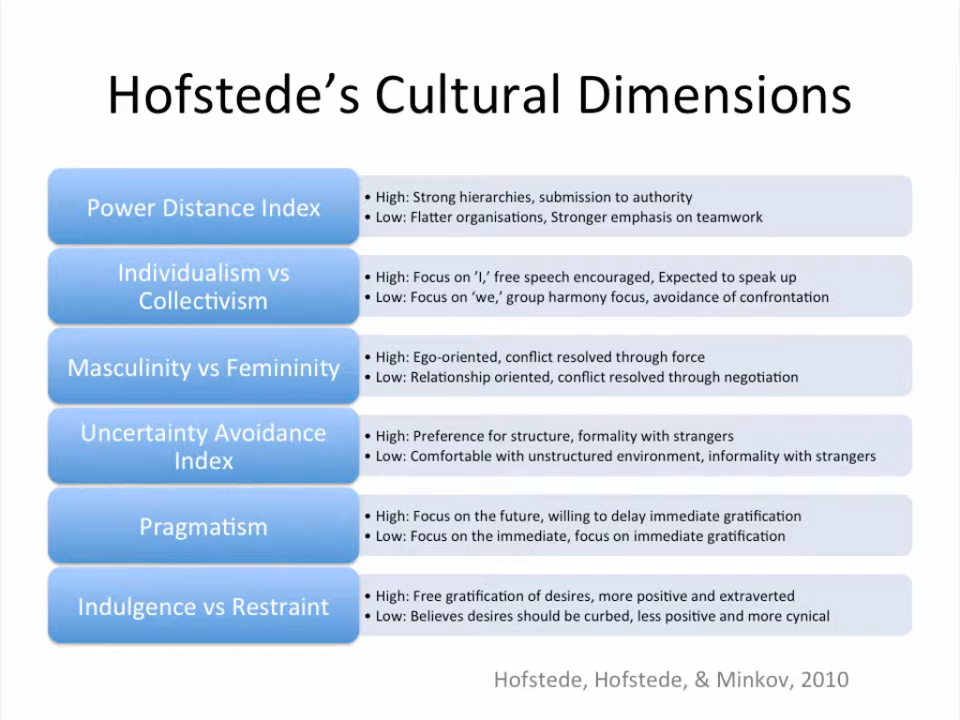 Hofstede’s Cultural Dimensions
Power Distance Index
• High: Strong hierarchies, submission to authority
• Low: Flatter organisations, Stronger emphasis on teamwork
Individualism vs
Collectivism
• High: Focus on ’I,’ free speech encouraged, Expected to speak up
• Low: Focus on ‘we,’ group harmony focus, avoidance of confrontation
Masculinity vs Femininity
• High: Ego-oriented, conflict resolved through force
• Low: Relationship oriented, conflict resolved through negotiation
Uncertainty Avoidance
Index
• High: Preference for structure, formality with strangers
• Low: Comfortable with unstructured environment, informality with strangers
Pragmatism
• High: Focus on the future, willing to delay immediate gratification
• Low: Focus on the immediate, focus on immediate gratification
Indulgence vs Restraint
• High: Free gratification of desires, more positive and extraverted
• Low: Believes desires should be curbed, less positive and more cynical
Hofstede, Hofstede, & Minkov, 2010